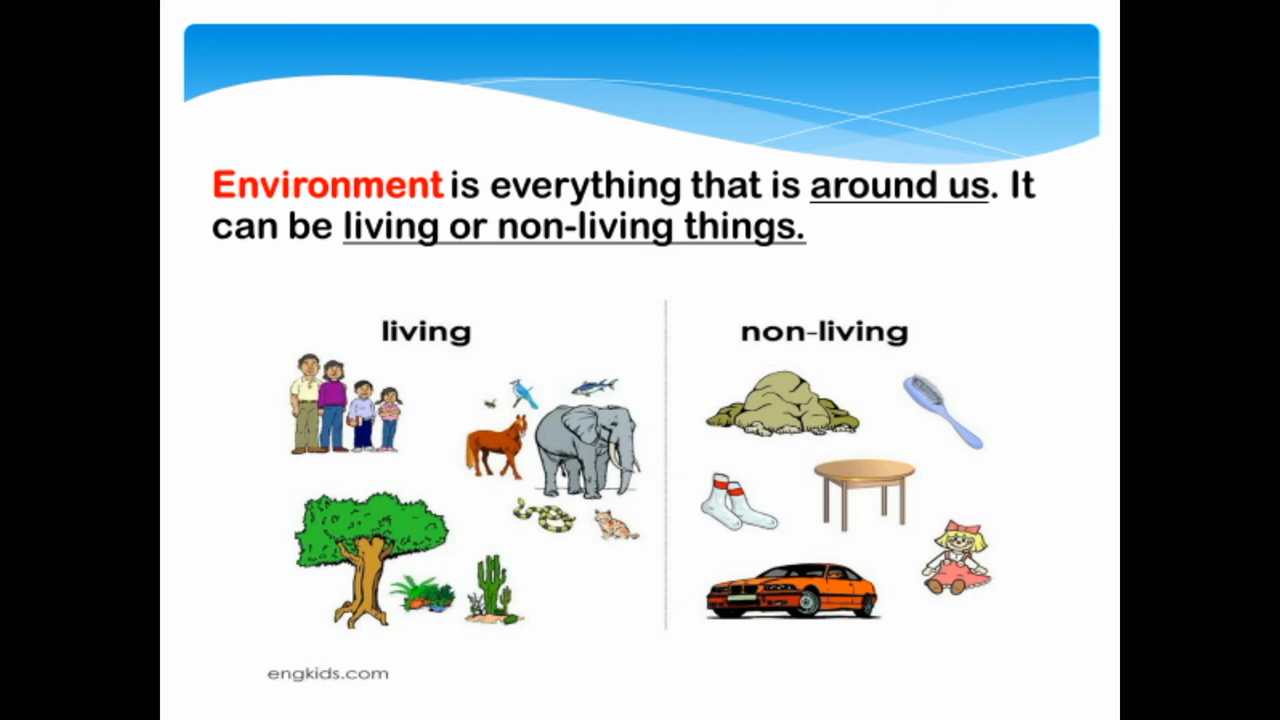 Environment is everything that is around us. It
can be living or non-living things.
living
non-living
engkids.com